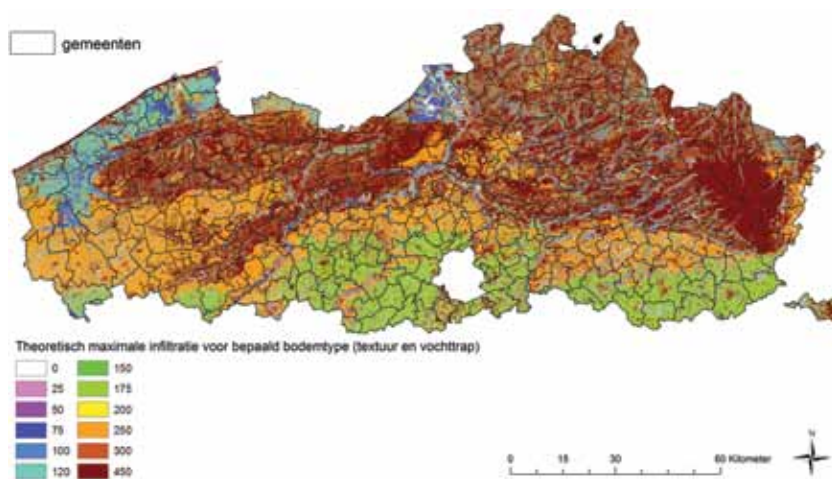 gemeenten
Theoretisch maximale infiltratie voor bepaald bodemtype (textuur en vochttrap)
0 150
25 175
50 200
75 250
100 300
120 450
N
0 15 30 60 Kilometer